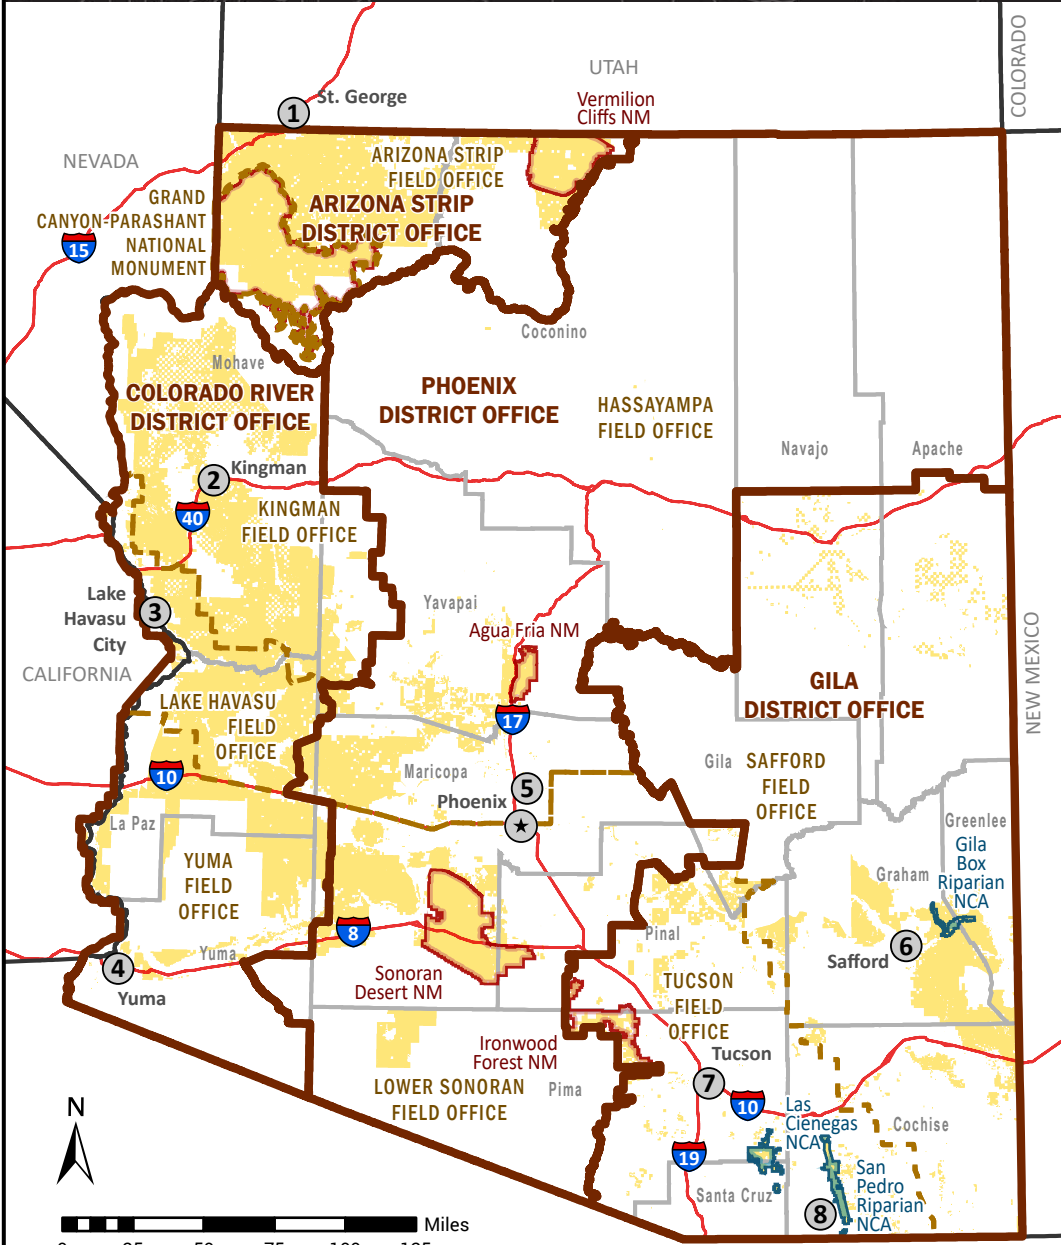 UTAH
COLORADO
1
St. George
Vermilion
Cliffs NM
NEVADA
ARIZONA STRIP
FIELD OFFICE
GRAND
CANYON-PARASHANT
NATIONAL
MONUMENT
ARIZONA STRIP
DISTRICT OFFICE
15
Coconino
Mohave
COLORADO RIVER
DISTRICT OFFICE
PHOENIX
DISTRICT OFFICE
HASSAYAMPA
FIELD OFFICE
Navajo
Apache
2
Kingman
40
KINGMAN
FIELD OFFICE
Lake
Havasu
City
3
Yavapai
Agua Fria NM
CALIFORNIA
NEW MEXICO
GILA
DISTRICT OFFICE
LAKE HAVASU
FIELD
OFFICE
17
10
Maricopa
5
Phoenix
Gila
SAFFORD
FIELD
OFFICE
La Paz
Greenlee
Gila
Box
Riparian
NCA
YUMA
FIELD
OFFICE
Graham
8
Pinal
6
Safford
Yuma
4
Yuma
Sonoran
Desert NM
TUCSON
FIELD
OFFICE
Ironwood
Forest NM
Tucson
7
LOWER SONORAN
FIELD OFFICE
Pima
10
Las
Cienegas
NCA
Cochise
N
19
San
Pedro
Riparian
NCA
Santa Cruz
8
Miles